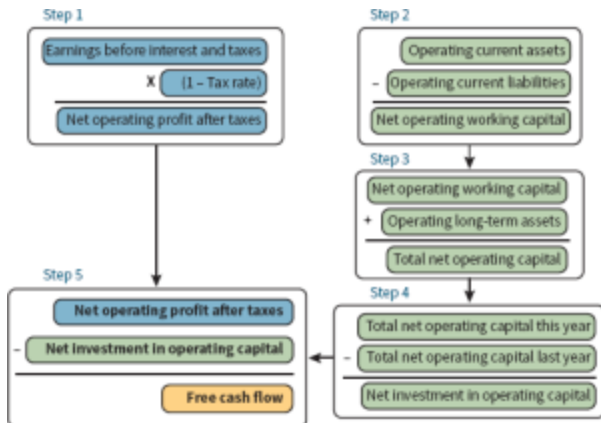 Step 1
Earnings before interest and taxes
X (1 – Tax rate)
Net operating profit after taxes
Step 2
Operating current assets
– Operating current liabilities
Net operating working capital
Step 3
Net operating working capital
+ Operating long-term assets
Total net operating capital
Step 4
Total net operating capital this year
– Total net operating capital last year
Net investment in operating capital
Step 5
Net operating profit after taxes
– Net investment in operating capital
Free cash flow